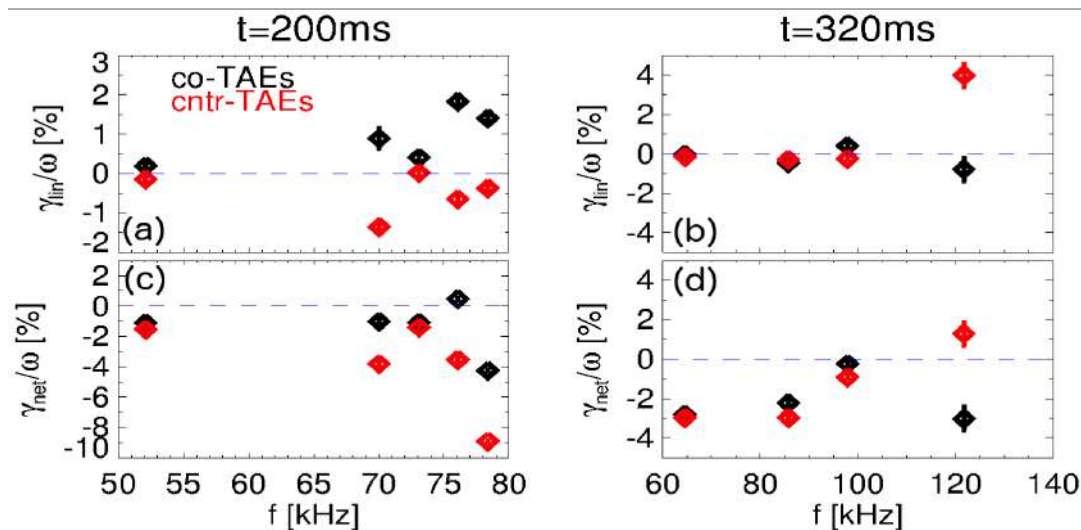 t=200ms
t=320ms
3
2
1
0
-1
-2
γlin/ω [%]
co-TAEs
cntr-TAEs
(a)
4
2
0
-2
-4
γlin/ω [%]
(b)
2
0
-2
-4
-6
-8
-10
γnet/ω [%]
(c)
4
2
0
-2
-4
γnet/ω [%]
(d)
50 55 60 65 70 75 80
f [kHz]
60 80 100 120 140
f [kHz]